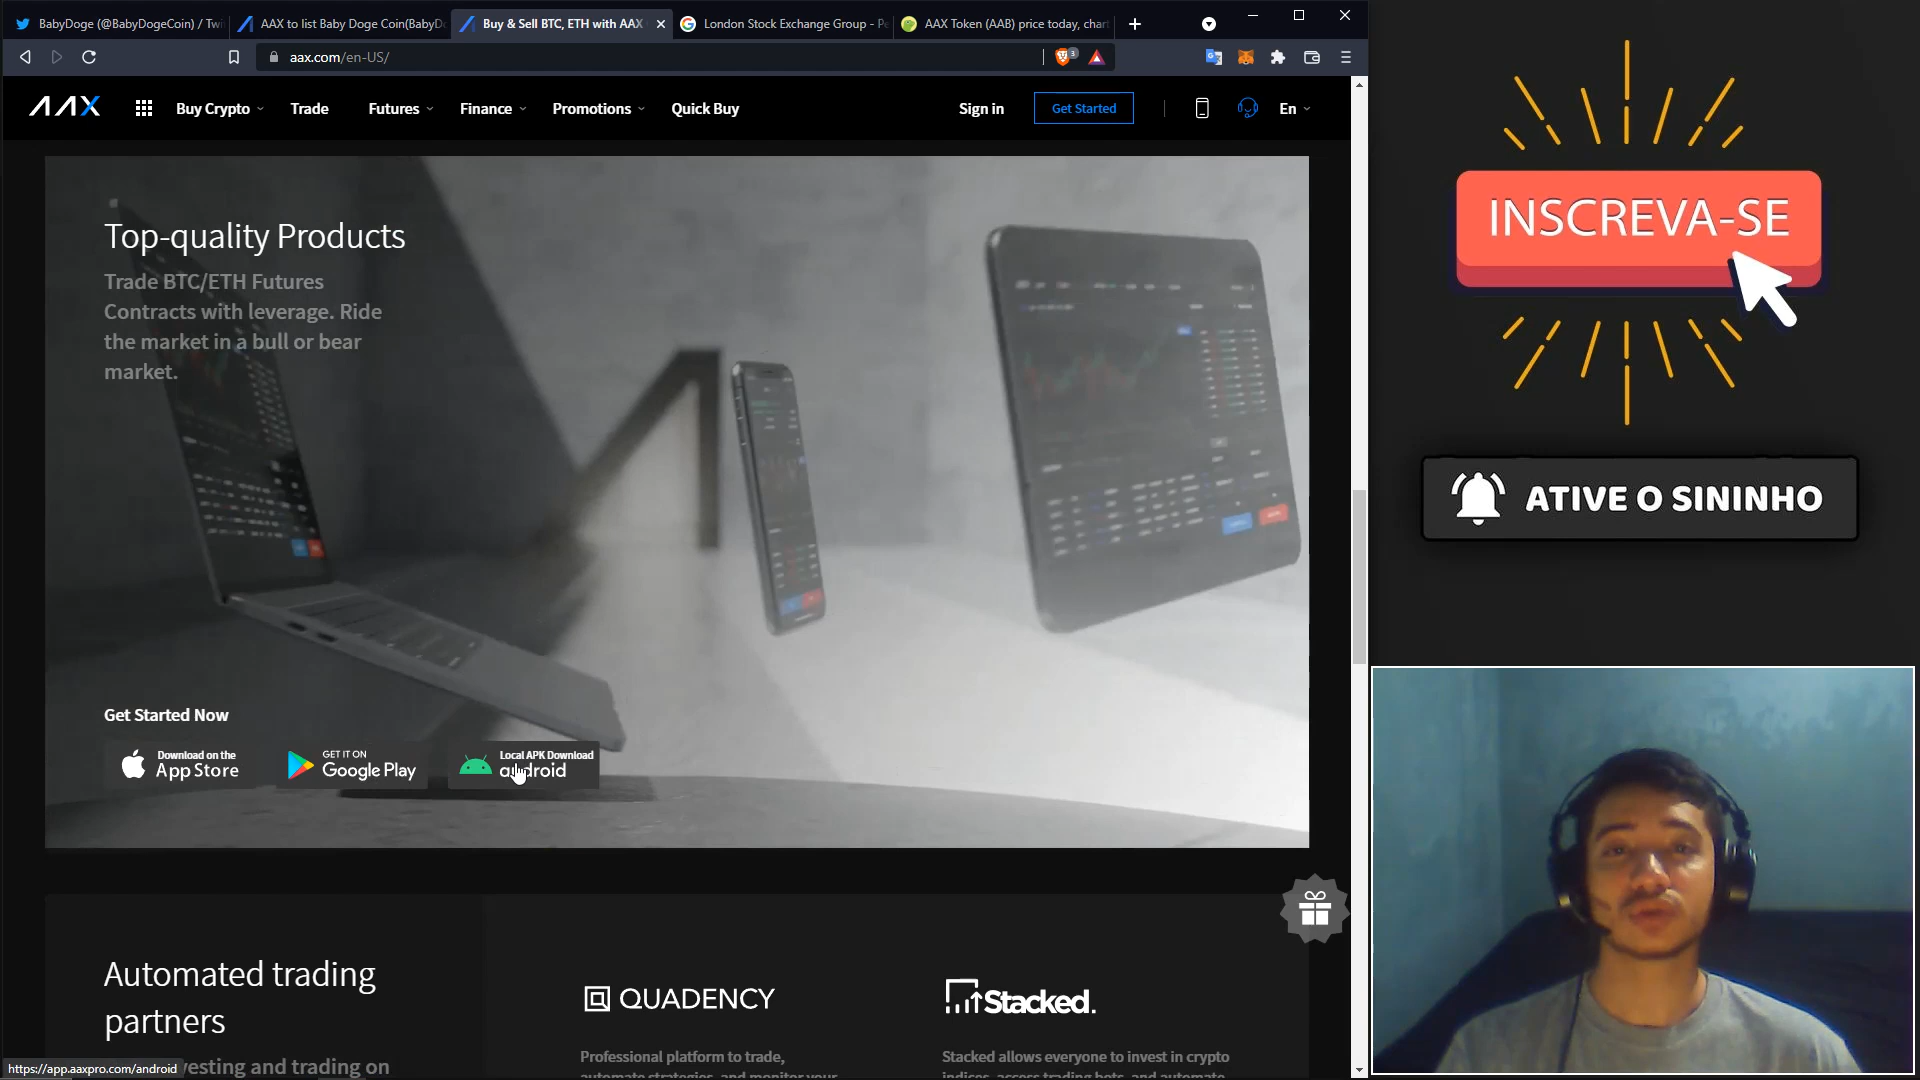 BabyDoge (@BabyDogeCoin) / Twi
AAX to list Baby Doge Coin(BabyD
Buy & Sell BTC, ETH with AAX
London Stock Exchange Group - Pe
AAX Token (AAB) price today, char
aax.com/en-US/
3
AAX
Buy Crypto
Trade
Futures
Finance
Promotions
Quick Buy
Sign in
Get Started
En
Top-quality Products
Trade BTC/ETH Futures
Contracts with leverage. Ride
the market in a bull or bear
market.
Get Started Now
Download on the
App Store
GET IT ON
Google Play
Local APK Download
android
Automated trading
partners
vesting and trading on
QUADENCY
Professional platform to trade,
automate strategies, and monitor your
Stacked.
Stacked allows everyone to invest in crypto
indices, access trading bots, and automate
https://app.aaxpro.com/android
INSCREVA-SE
ATIVE O SININHO